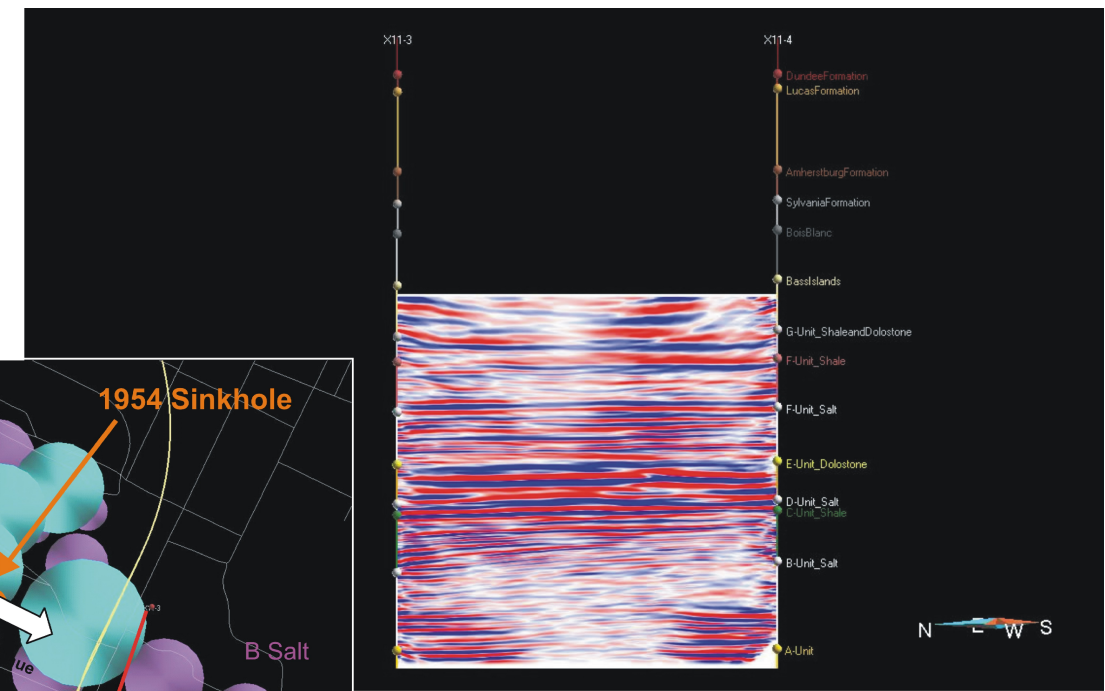 X11-3
X11-4
DundeeFormation
LucasFormation
AmherstburgFormation
SylvaniaFormation
BoisBlanc
BassIslands
G-Unit_ShaleandDolostone
F-Unit_Shale
F-Unit_Salt
E-Unit_Dolostone
D-Unit_Salt
C-Unit_Shale
B-Unit_Salt
A-Unit
N E W S
1954 Sinkhole
B Salt
ue